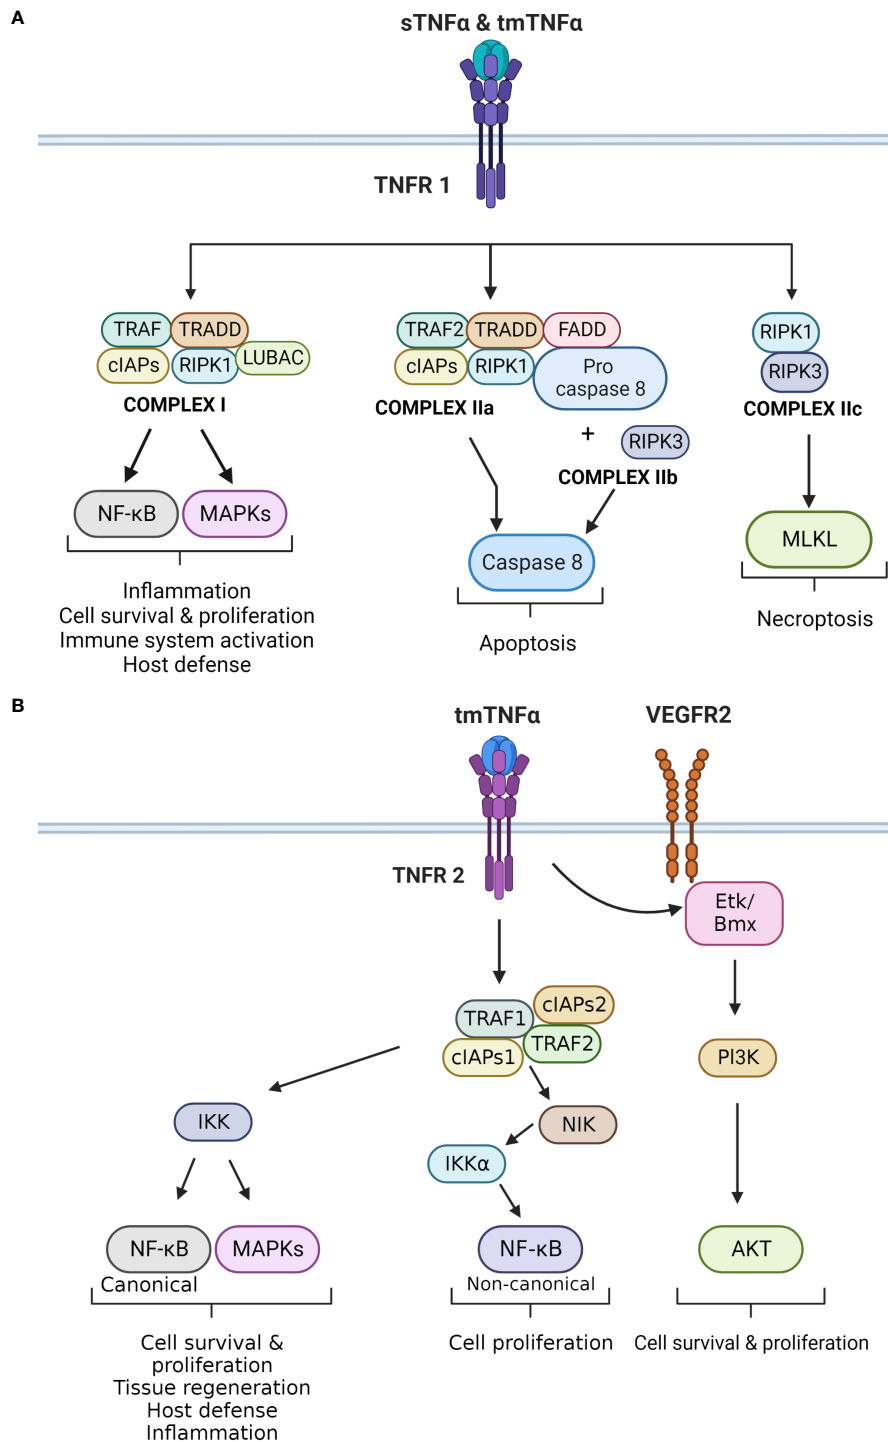 A
sTNFα & tmTNFα
TNFR 1
TRAF
TRADD
cIAPs
RIPK1
LUBAC
COMPLEX I
NF-κB
MAPKs
Inflammation
Cell survival & proliferation
Immune system activation
Host defense
TRAF2
TRADD
FADD
cIAPs
RIPK1
Pro
caspase 8
COMPLEX IIa
+
RIPK3
COMPLEX IIb
Caspase 8
Apoptosis
RIPK1
RIPK3
COMPLEX IIc
MLKL
Necroptosis
B
tmTNFα
VEGFR2
TNFR 2
Etk/
Bmx
TRAF1
cIAPs2
cIAPs1
TRAF2
PI3K
IKK
NIK
IKKα
NF-κB
MAPKs
Canonical
NF-κB
Non-canonical
AKT
Cell survival &
proliferation
Tissue regeneration
Host defense
Inflammation
Cell proliferation
Cell survival & proliferation